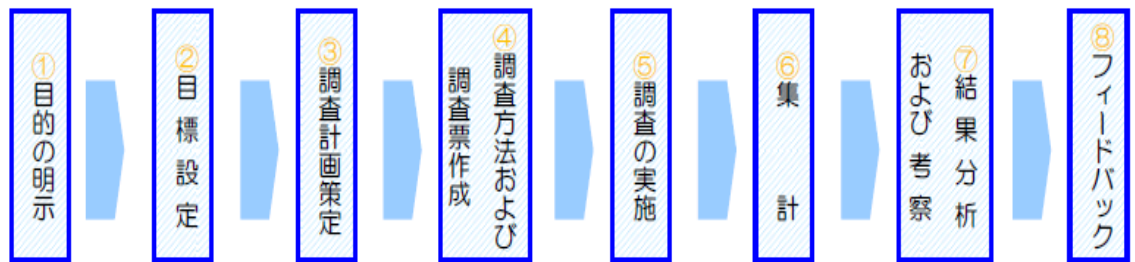 ①目的の明示
②目標設定
③調査計画策定
④調査方法および
調査票作成
⑤調査の実施
⑥集計
⑦結果分析
および考察
⑧フィードバック